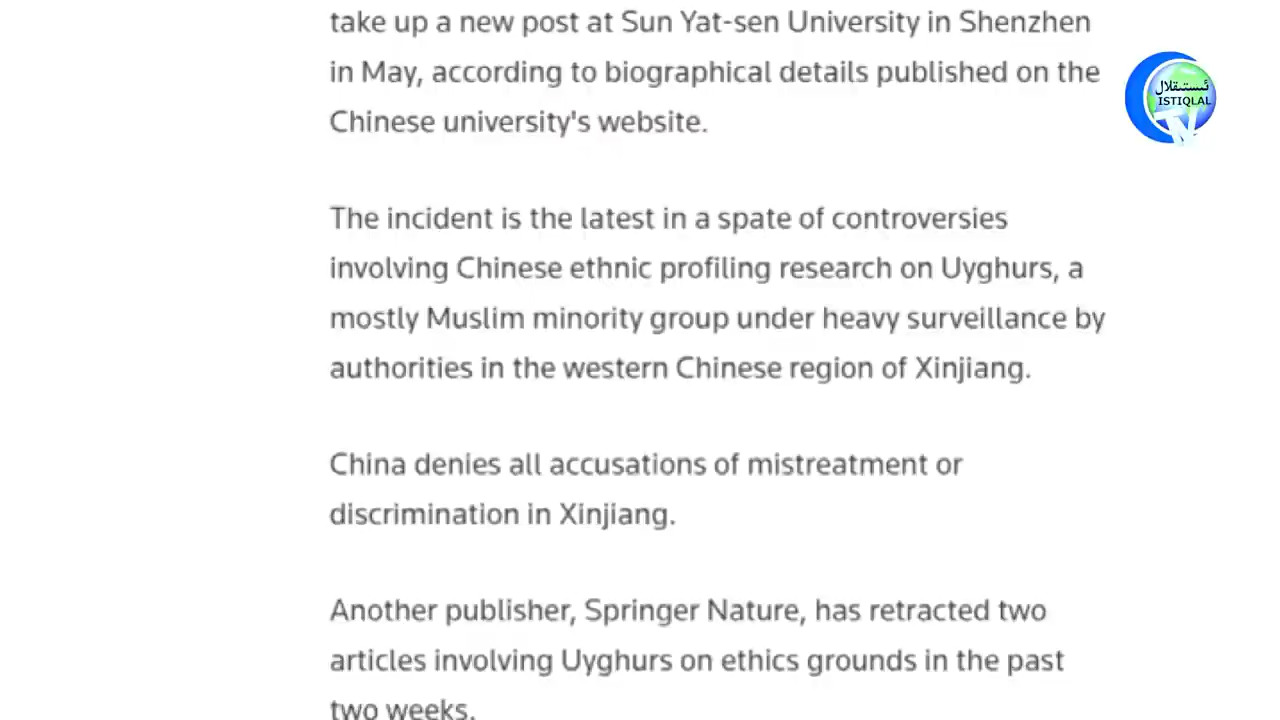 take up a new post at Sun Yat-sen University in Shenzhen
in May, according to biographical details published on the
Chinese university's website.
The incident is the latest in a spate of controversies
involving Chinese ethnic profiling research on Uyghurs, a
mostly Muslim minority group under heavy surveillance by
authorities in the western Chinese region of Xinjiang.
China denies all accusations of mistreatment or
discrimination in Xinjiang.
Another publisher, Springer Nature, has retracted two
articles involving Uyghurs on ethics grounds in the past
two weeks.
ئىستىقلال
ISTIQLAL
TV